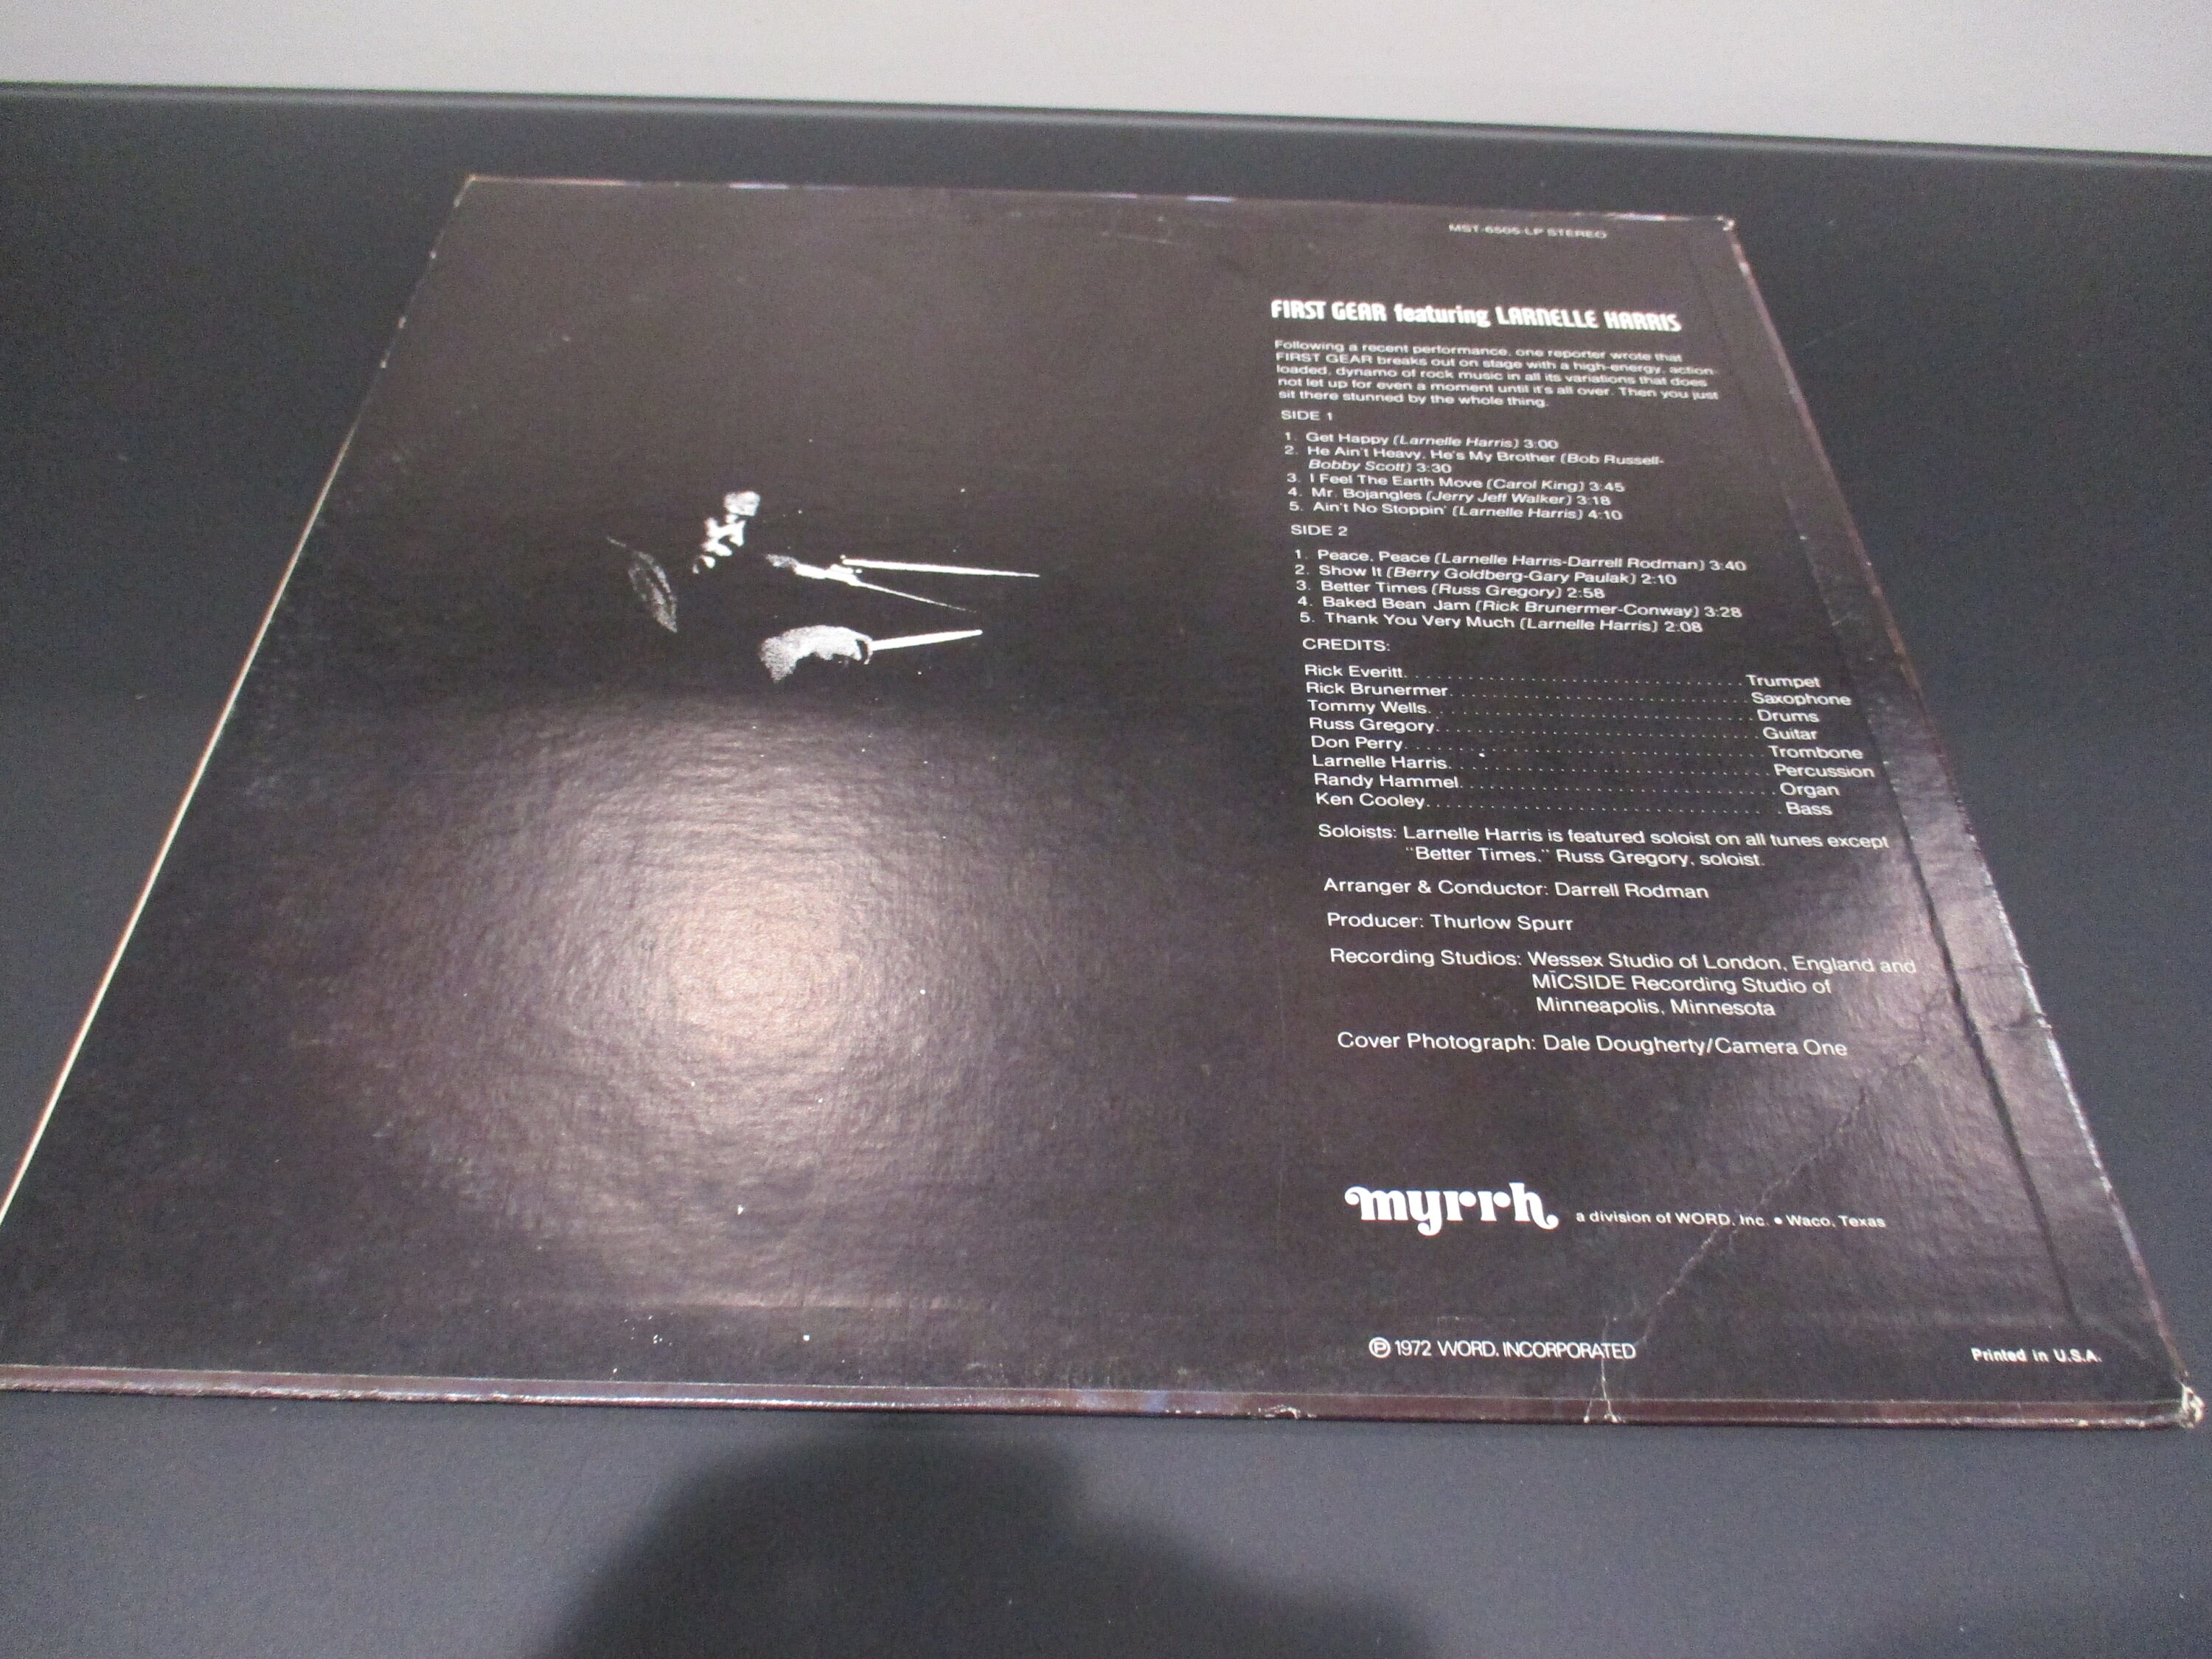 MST-6505-LP STEREO
FIRST GEAR featuring LARNELLE HARRIS
Following a recent performance, one reporter wrote that
FIRST GEAR breaks out on stage with a high-energy, action-
loaded, dynamo of rock music in all its variations that does
not let up for even a moment until it's all over. Then you just
sit there stunned by the whole thing.
SIDE 1
1. Get Happy (Larnelle Harris) 3:00
2. He Ain't Heavy, He's My Brother (Bob Russell-
Bobby Scott) 3:30
3. I Feel The Earth Move (Carol King) 3:45
4. Mr. Bojangles (Jerry Jeff Walker) 3:18
5. Ain't No Stoppin' (Larnelle Harris) 4:10
SIDE 2
1. Peace, Peace (Larnelle Harris-Darrell Rodman) 3:40
2. Show It (Berry Goldberg-Gary Paulak) 2:10
3. Better Times (Russ Gregory) 2:58
4. Baked Bean Jam (Rick Brunermer-Conway) 3:28
5. Thank You Very Much (Larnelle Harris) 2:08
CREDITS:
Rick Everitt. . . . . . . . . . . . . . . . . . . . Trumpet
Rick Brunermer. . . . . . . . . . . . . . . . . . . . Saxophone
Tommy Wells. . . . . . . . . . . . . . . . . . . . Drums
Russ Gregory. . . . . . . . . . . . . . . . . . . . Guitar
Don Perry. . . . . . . . . . . . . . . . . . . . Trombone
Larnelle Harris. . . . . . . . . . . . . . . . . . . . Percussion
Randy Hammel. . . . . . . . . . . . . . . . . . . . Organ
Ken Cooley. . . . . . . . . . . . . . . . . . . . Bass
Soloists: Larnelle Harris is featured soloist on all tunes except
"Better Times," Russ Gregory, soloist.
Arranger & Conductor: Darrell Rodman
Producer: Thurlow Spurr
Recording Studios: Wessex Studio of London, England and
MICSIDE Recording Studio of
Minneapolis, Minnesota
Cover Photograph: Dale Dougherty/Camera One
myrrh a division of WORD, Inc. • Waco, Texas
℗ 1972 WORD, INCORPORATED
Printed in U.S.A.